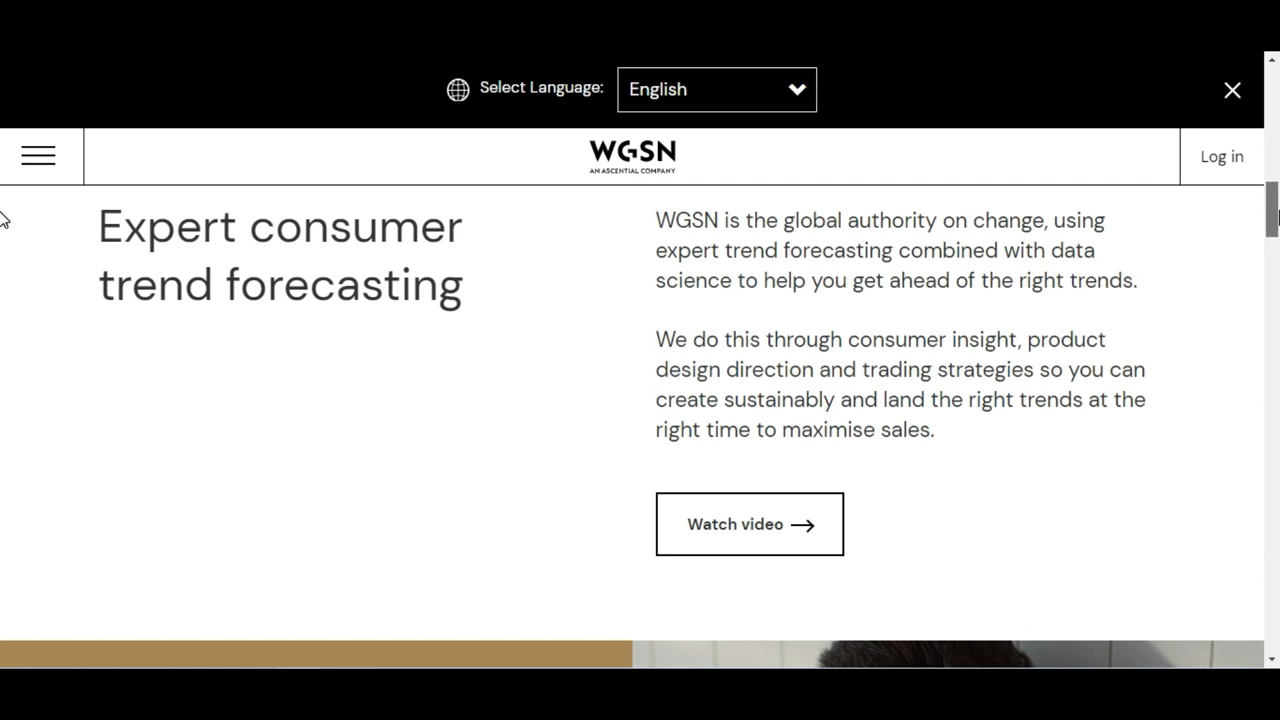 Select Language:
English
WGSN
AN ASCENTIAL COMPANY
Log in
Expert consumer
trend forecasting
WGSN is the global authority on change, using
expert trend forecasting combined with data
science to help you get ahead of the right trends.
We do this through consumer insight, product
design direction and trading strategies so you can
create sustainably and land the right trends at the
right time to maximise sales.
Watch video